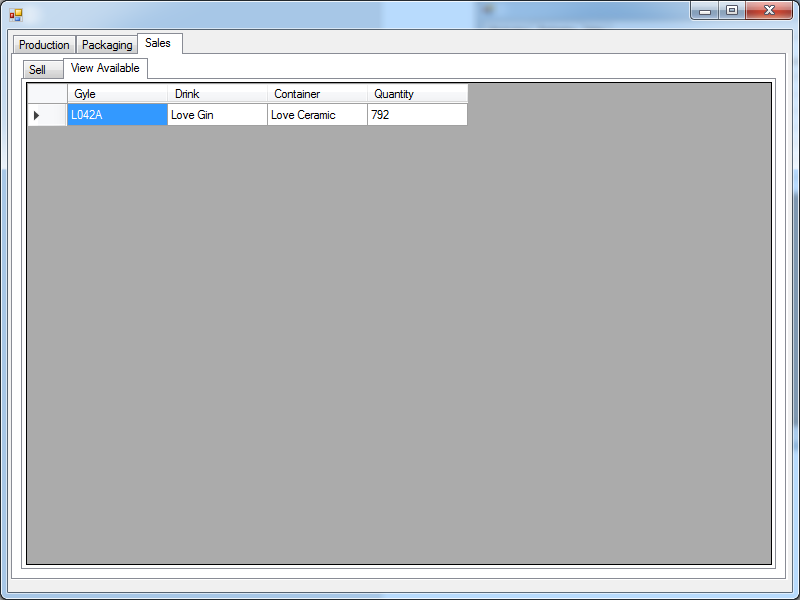 Production Packaging Sales
Sell View Available
Gyle Drink Container Quantity
L042A Love Gin Love Ceramic 792